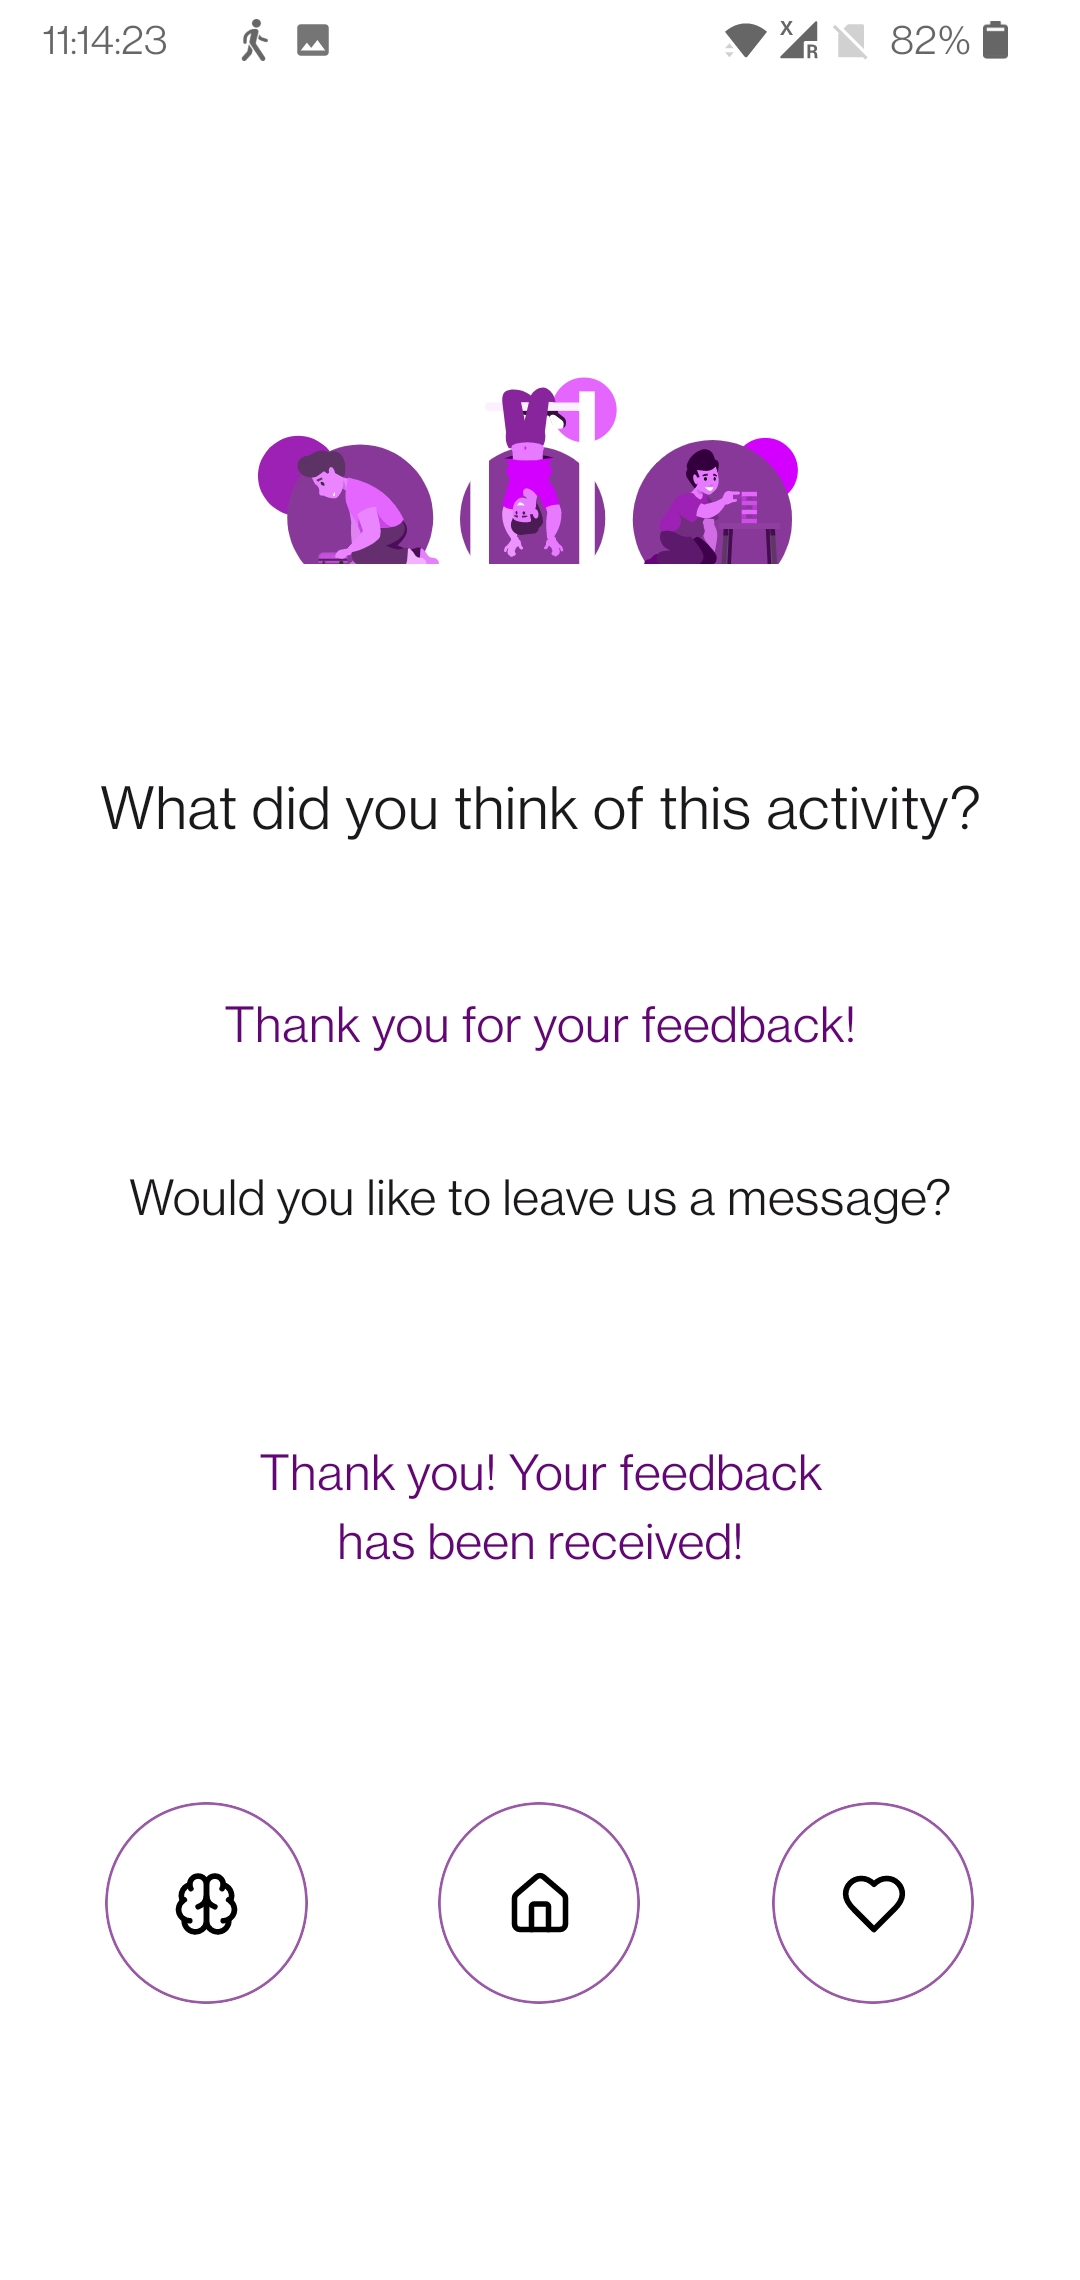 11:14:23 X R 82%
What did you think of this activity?
Thank you for your feedback!
Would you like to leave us a message?
Thank you! Your feedback
has been received!